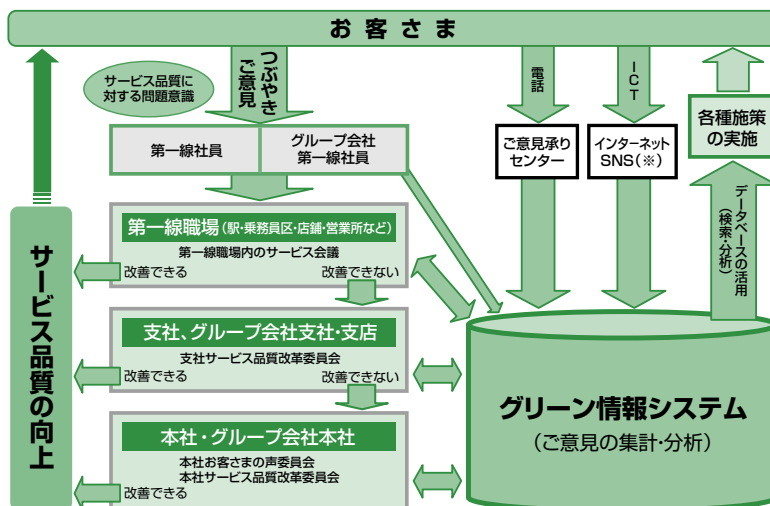 お客さま
サービス品質に
対する問題意識
つぶやき
ご意見
電話
ICT
各種施策
の実施
第一線社員
グループ会社
第一線社員
ご意見承り
センター
インターネット
SNS(※)
データベースの活用
(検索・分析)
第一線職場(駅・乗務員区・店舗・営業所など)
第一線職場内のサービス会議
改善できる
改善できない
サービス品質の向上
支社、グループ会社支社・支店
支社サービス品質改革委員会
改善できる
改善できない
グリーン情報システム
(ご意見の集計・分析)
本社・グループ会社本社
本社お客さまの声委員会
本社サービス品質改革委員会
改善できる